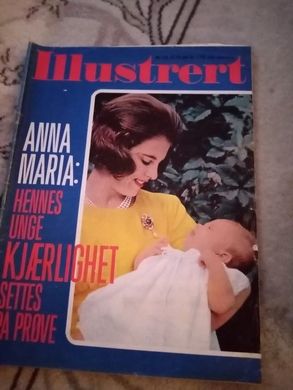 Illustrert
ANNA
MARIA:
HENNES
UNGE
KJÆRLIGHET
SETTES
PÅ PRØVE